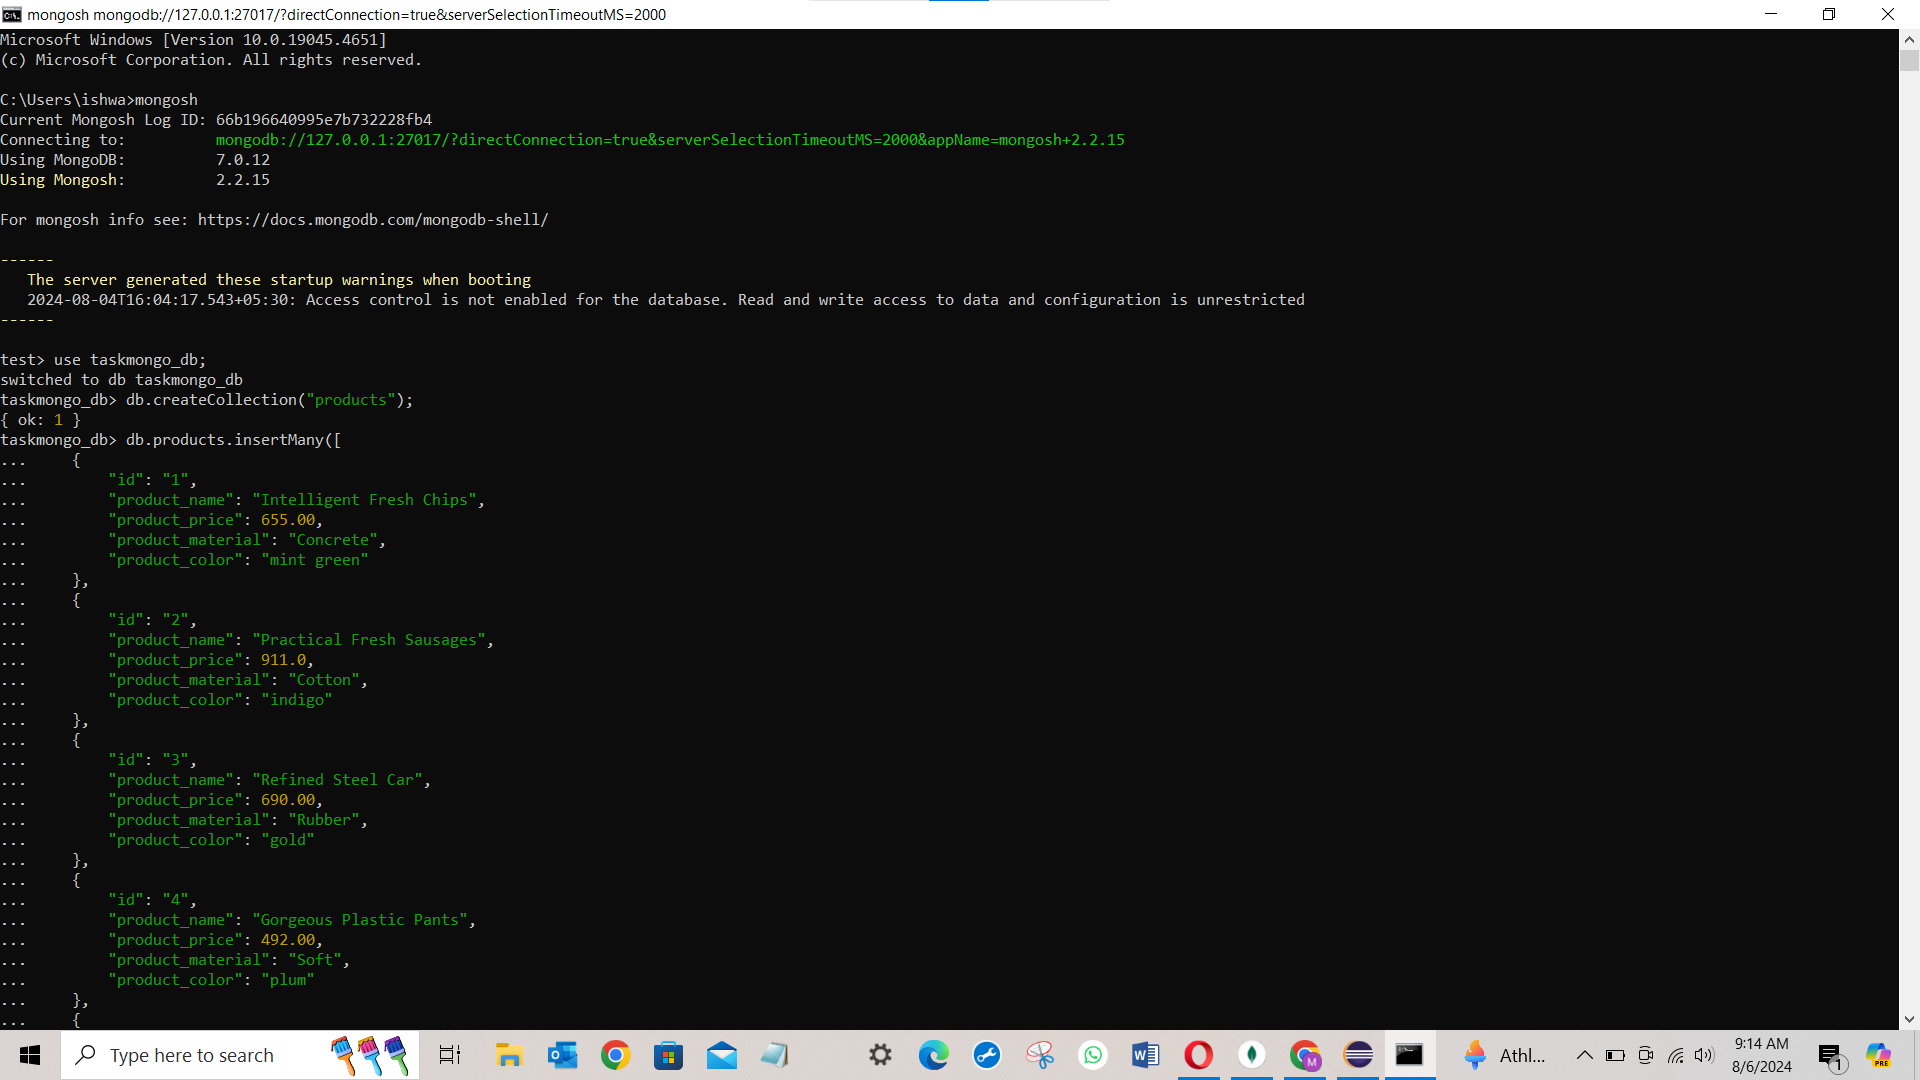 mongosh mongodb://127.0.0.1:27017/?directConnection=true&serverSelectionTimeoutMS=2000
Microsoft Windows [Version 10.0.19045.4651]
(c) Microsoft Corporation. All rights reserved.
C:\Users\ishwa>mongosh
Current Mongosh Log ID: 66b196640995e7b732228fb4
Connecting to:          mongodb://127.0.0.1:27017/?directConnection=true&serverSelectionTimeoutMS=2000&appName=mongosh+2.2.15
Using MongoDB:          7.0.12
Using Mongosh:          2.2.15
For mongosh info see: https://docs.mongodb.com/mongodb-shell/
------
   The server generated these startup warnings when booting
   2024-08-04T16:04:17.543+05:30: Access control is not enabled for the database. Read and write access to data and configuration is unrestricted
------
test> use taskmongo_db;
switched to db taskmongo_db
taskmongo_db> db.createCollection("products");
{ ok: 1 }
taskmongo_db> db.products.insertMany([
...     {
...         "id": "1",
...         "product_name": "Intelligent Fresh Chips",
...         "product_price": 655.00,
...         "product_material": "Concrete",
...         "product_color": "mint green"
...     },
...     {
...         "id": "2",
...         "product_name": "Practical Fresh Sausages",
...         "product_price": 911.0,
...         "product_material": "Cotton",
...         "product_color": "indigo"
...     },
...     {
...         "id": "3",
...         "product_name": "Refined Steel Car",
...         "product_price": 690.00,
...         "product_material": "Rubber",
...         "product_color": "gold"
...     },
...     {
...         "id": "4",
...         "product_name": "Gorgeous Plastic Pants",
...         "product_price": 492.00,
...         "product_material": "Soft",
...         "product_color": "plum"
...     },
...     {
Type here to search
Athl...
9:14 AM
8/6/2024
1
PRE